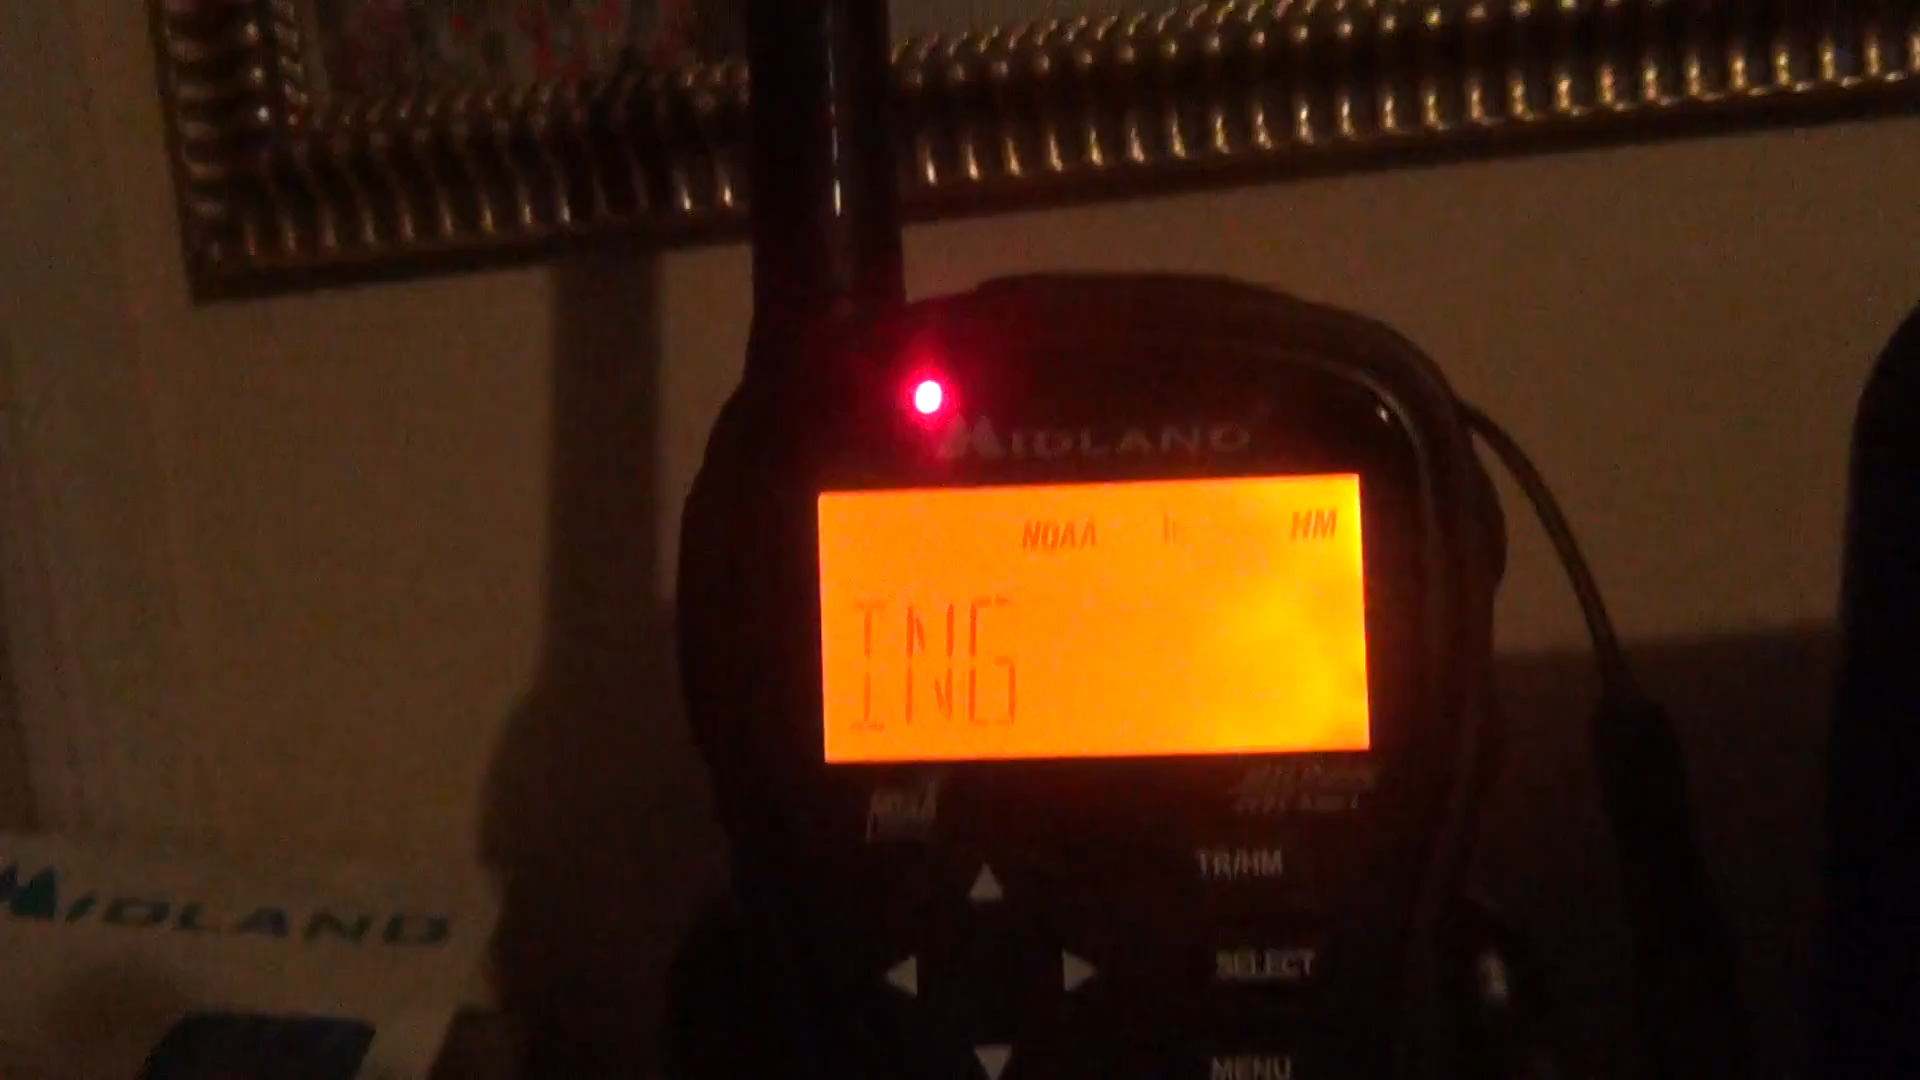 MIDLAND
NOAA HM
ING
TR/HM
SELECT
MENU
MIDLAND